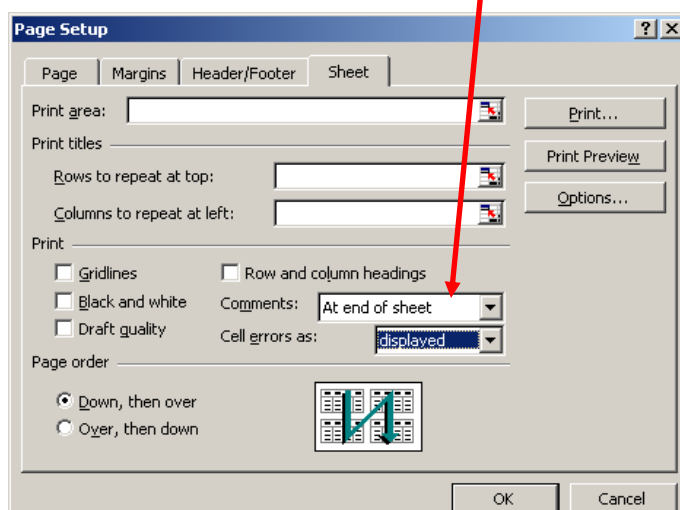 Page Setup
Page Margins Header/Footer Sheet
Print area: Print...
Print titles Print Preview
Rows to repeat at top:
Columns to repeat at left: Options...
Print
Gridlines Row and column headings
Black and white Comments: At end of sheet
Draft quality Cell errors as: displayed
Page order
Down, then over
Over, then down
OK Cancel